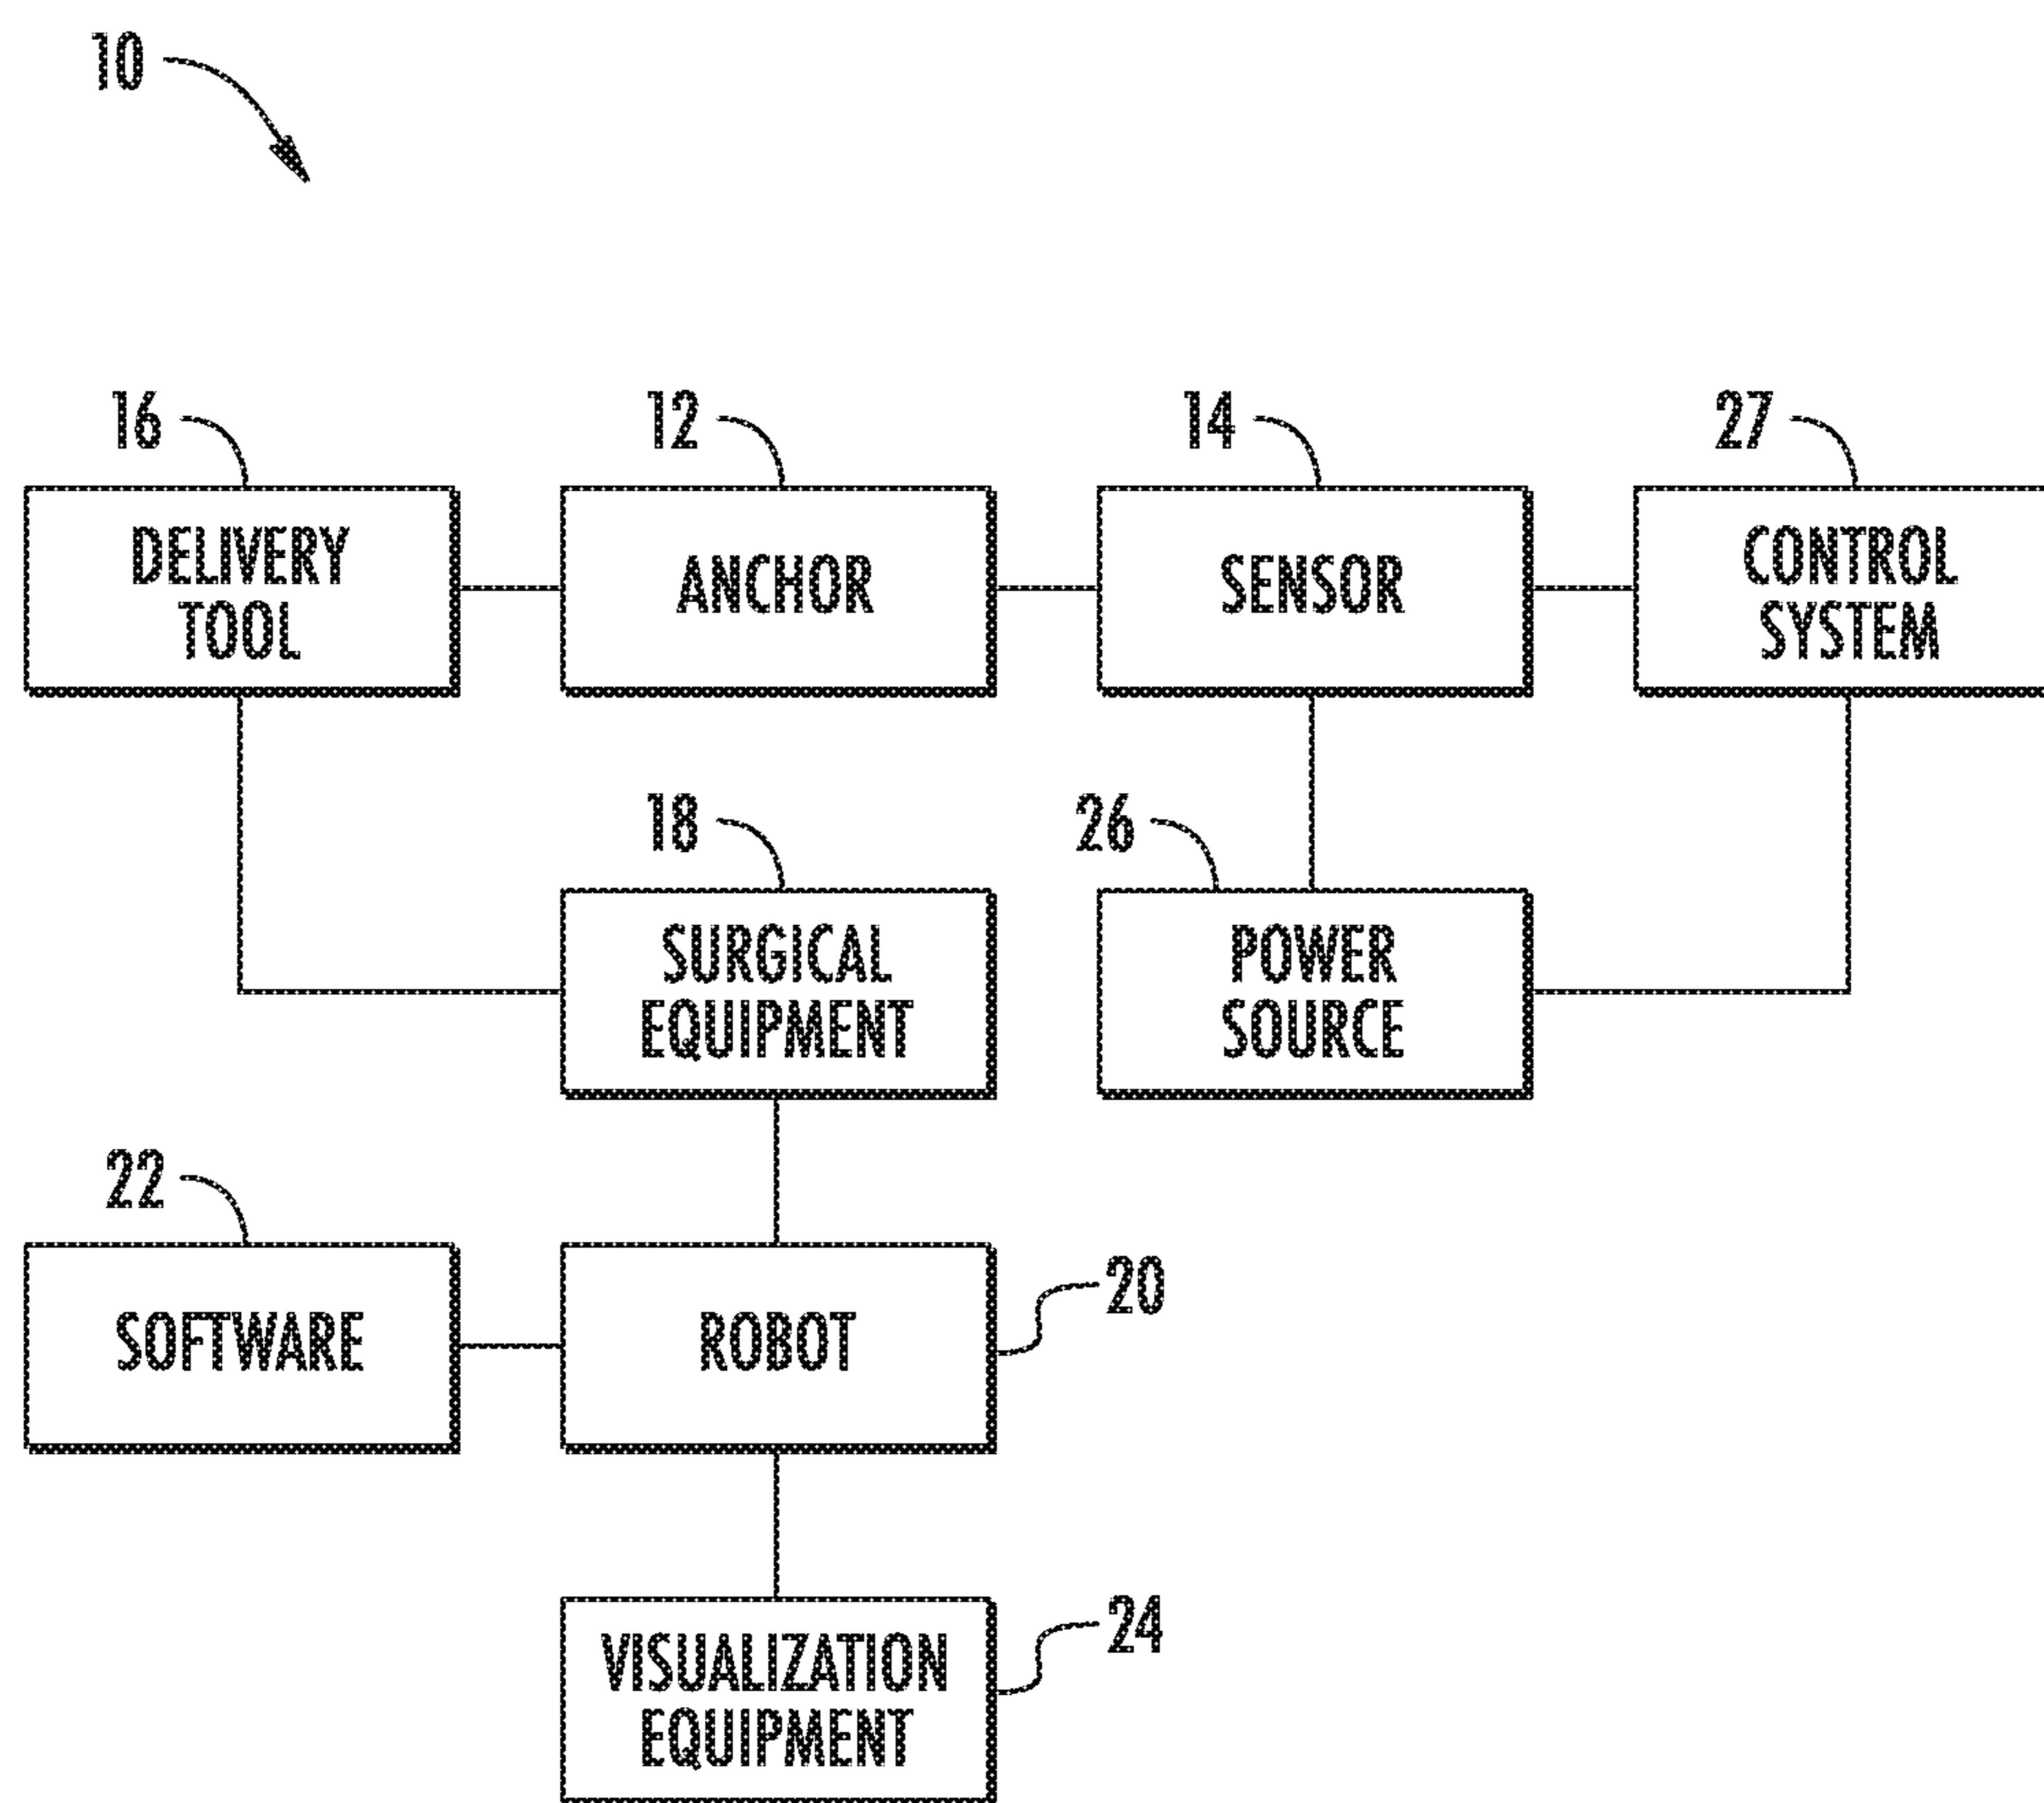 10
16
12
14
27
DELIVERY
TOOL
ANCHOR
SENSOR
CONTROL
SYSTEM
18
26
SURGICAL
EQUIPMENT
POWER
SOURCE
22
SOFTWARE
ROBOT
20
VISUALIZATION
EQUIPMENT
24